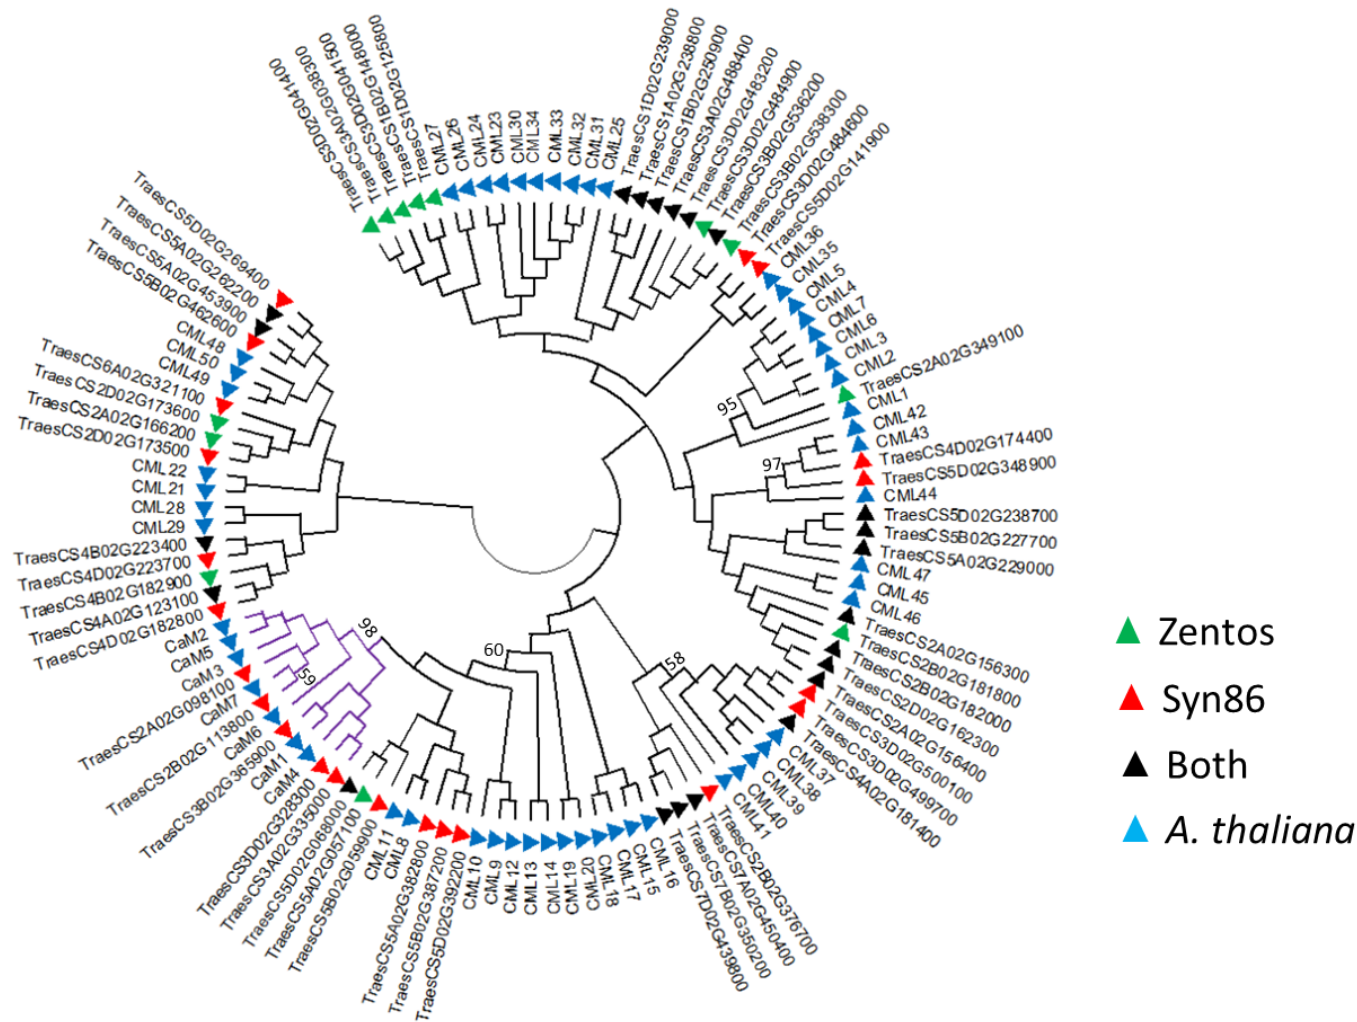 TraesCS3D02G041400
TraesCS3A02G038300
TraesCS3D02G041500
TraesCS1B02G148000
TraesCS1D02G125800
CML27
CML26
CML24
CML23
CML30
CML34
CML33
CML32
CML31
CML25
TraesCS1D02G239000
TraesCS1A02G238800
TraesCS1B02G250900
TraesCS3A02G488400
TraesCS3D02G483200
TraesCS3D02G484900
TraesCS3B02G536200
TraesCS3B02G538300
TraesCS3D02G484600
TraesCS5D02G141900
CML36
CML35
CML5
CML4
CML7
CML6
CML3
CML2
TraesCS2A02G349100
CML1
CML42
CML43
TraesCS4D02G174400
TraesCS5D02G348900
CML44
TraesCS5D02G238700
TraesCS5B02G227700
TraesCS5A02G229000
CML47
CML45
CML46
TraesCS2A02G156300
TraesCS2B02G181800
TraesCS2B02G182000
TraesCS2D02G162300
TraesCS2A02G156400
TraesCS3D02G500100
TraesCS3D02G499700
TraesCS4A02G181400
CML37
CML38
CML39
CML40
CML41
TraesCS2B02G376700
TraesCS7A02G450400
TraesCS7B02G350200
TraesCS7D02G439800
CML16
CML15
CML17
CML18
CML20
CML19
CML14
CML13
CML12
CML9
CML10
TraesCS5D02G392200
TraesCS5B02G387200
TraesCS5A02G382800
CML8
CML11
TraesCS5B02G059900
TraesCS5A02G057100
TraesCS5D02G068000
TraesCS3A02G335000
TraesCS3D02G328300
CaM4
CaM1
TraesCS3B02G365900
CaM6
TraesCS2B02G113800
CaM7
TraesCS2A02G098100
CaM3
CaM5
CaM2
TraesCS4D02G182800
TraesCS4A02G123100
TraesCS4B02G182900
TraesCS4D02G223700
TraesCS4B02G223400
CML29
CML28
CML21
CML22
TraesCS2D02G173500
TraesCS2A02G166200
TraesCS2D02G173600
TraesCS6A02G321100
CML49
CML50
CML48
TraesCS5B02G462600
TraesCS5A02G453900
TraesCS5A02G262200
TraesCS5D02G269400
95
97
58
60
98
59
Zentos
Syn86
Both
A. thaliana